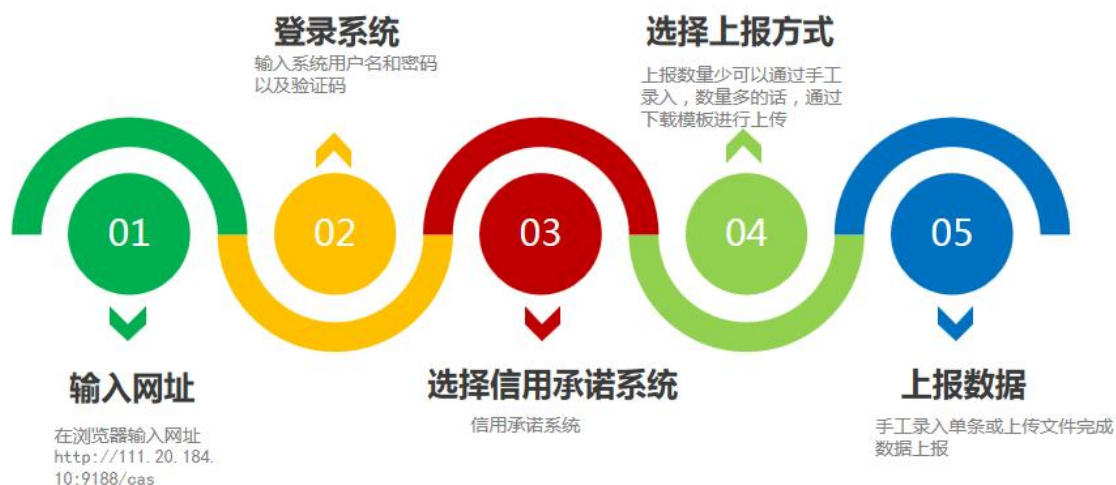 登录系统
输入系统用户名和密码
以及验证码
选择上报方式
上报数量少可以通过手工
录入，数量多的话，通过
下载模板进行上传
01
02
03
04
05
输入网址
在浏览器输入网址
http://111.20.184.
10:9188/cas
选择信用承诺系统
信用承诺系统
上报数据
手工录入单条或上传文件完成
数据上报